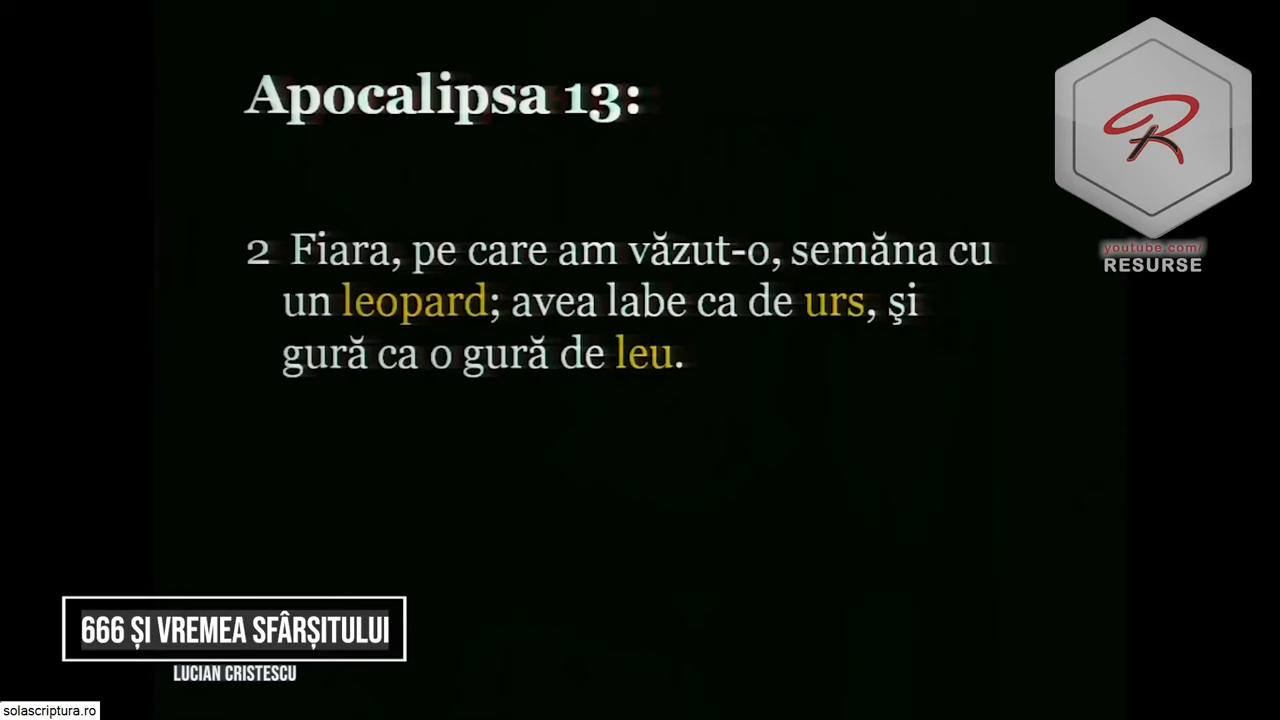 Apocalipsa 13:
2 Fiara, pe care am văzut-o, semăna cu
un leopard; avea labe ca de urs, şi
gură ca o gură de leu.
R
youtube.com/
RESURSE
666 ȘI VREMEA SFÂRȘITULUI
LUCIAN CRISTESCU
solascriptura.ro